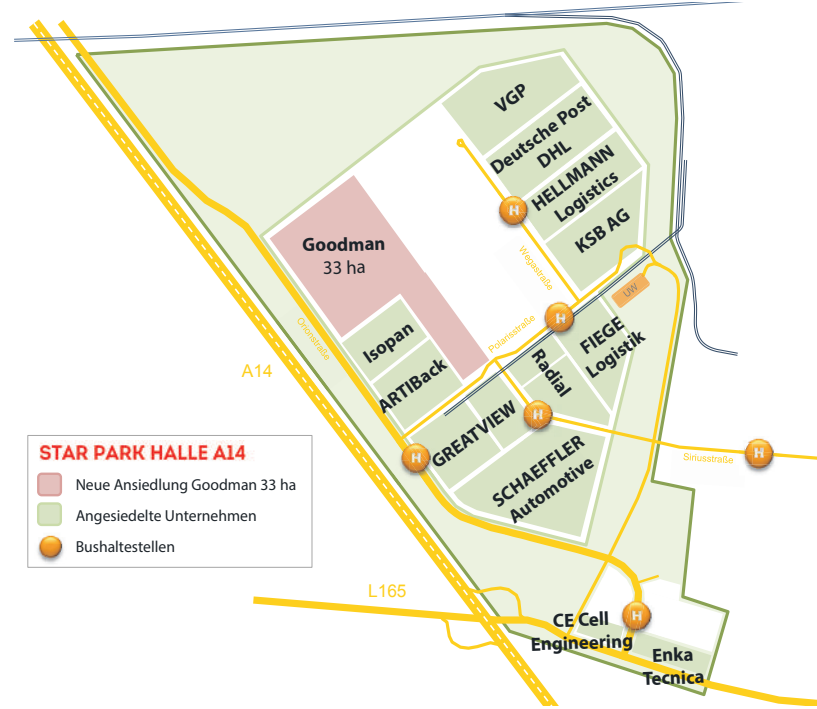 VGP
Deutsche Post
DHL
HELLMANN
Logistics
KSB AG
H
Goodman
33 ha
Wegastraße
UW
H
Orionstraße
Polarisstraße
Isopan
FIEGE
Logistik
Radial
A14
ARTIBack
H
GREATVIEW
H
Siriusstraße
H
SCHAEFFLER
Automotive
STAR PARK HALLE A14
Neue Ansiedlung Goodman 33 ha
Angesiedelte Unternehmen
H
Bushaltestellen
L165
H
CE Cell
Engineering
Enka
Tecnica